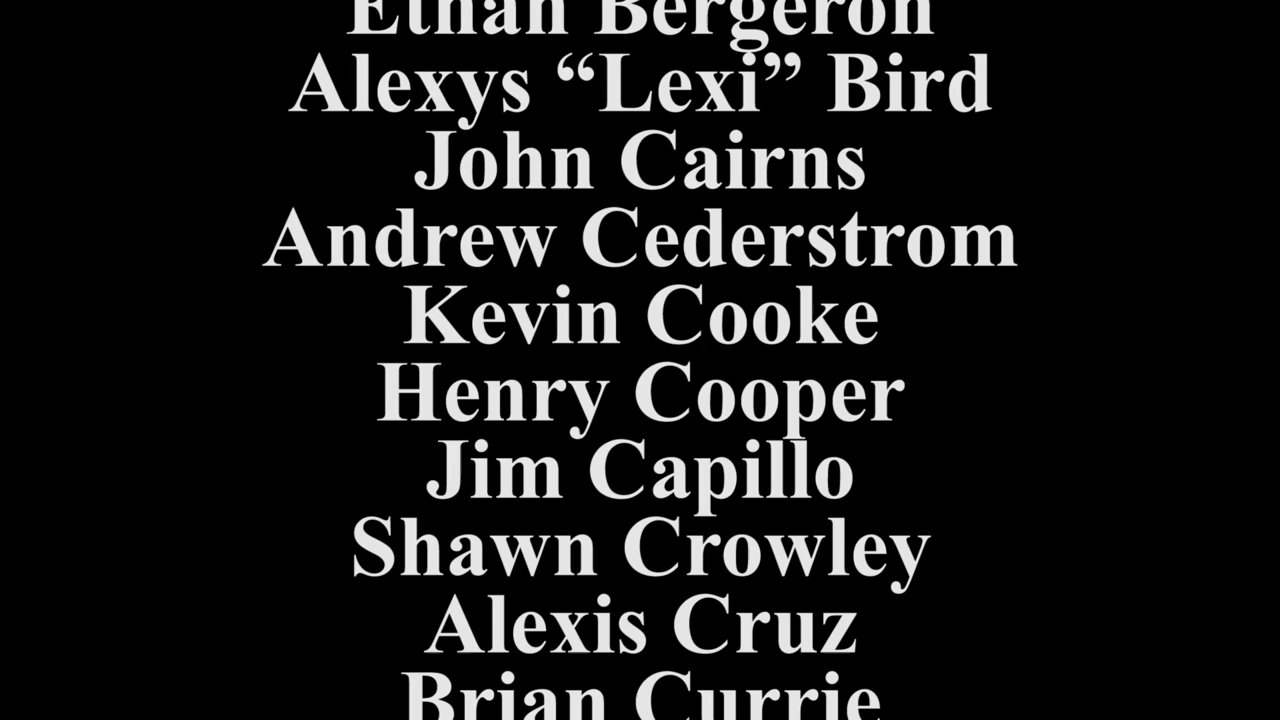 Ethan Bergeron
Alexys “Lexi” Bird
John Cairns
Andrew Cederstrom
Kevin Cooke
Henry Cooper
Jim Capillo
Shawn Crowley
Alexis Cruz
Brian Currie